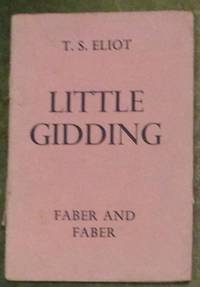 T. S. ELIOT
LITTLE
GIDDING
FABER AND
FABER